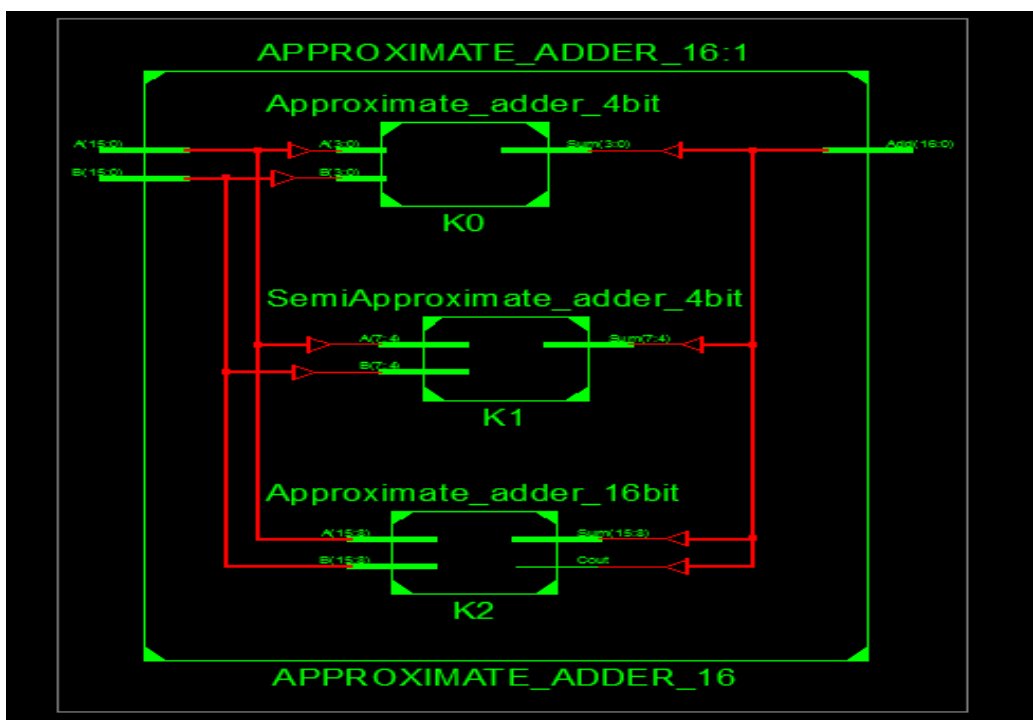 APPROXIMATE_ADDER_16:1
Approximate_adder_4bit
A(15:0) A(3:0) Sum(3:0) Add(16:0)
B(15:0) B(3:0)
K0
SemiApproximate_adder_4bit
A(7:4) Sum(7:4)
B(7:4)
K1
Approximate_adder_16bit
A(15:8) Sum(15:8)
B(15:8) Cout
K2
APPROXIMATE_ADDER_16